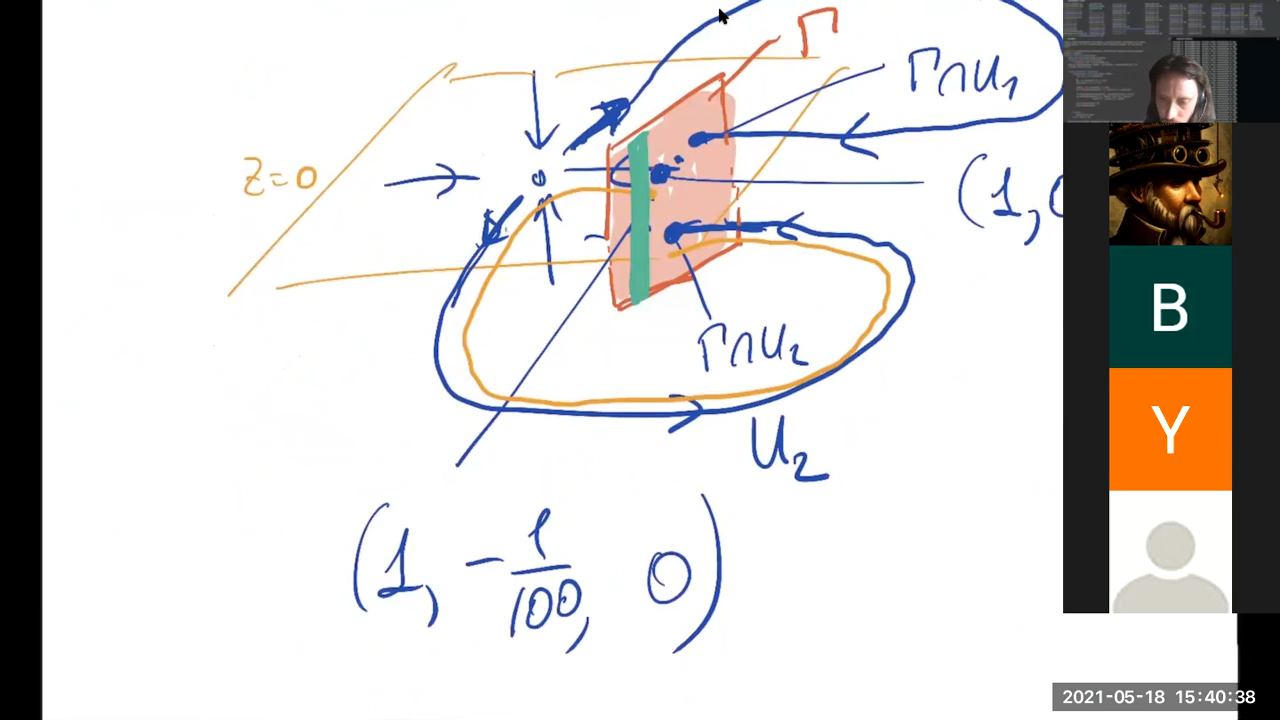 Γ
Γ∩U₁
z=0
(1, 0
Γ∩U₂
U₂
(1, -1/100, 0)
B
Y
2021-05-18 15:40:38